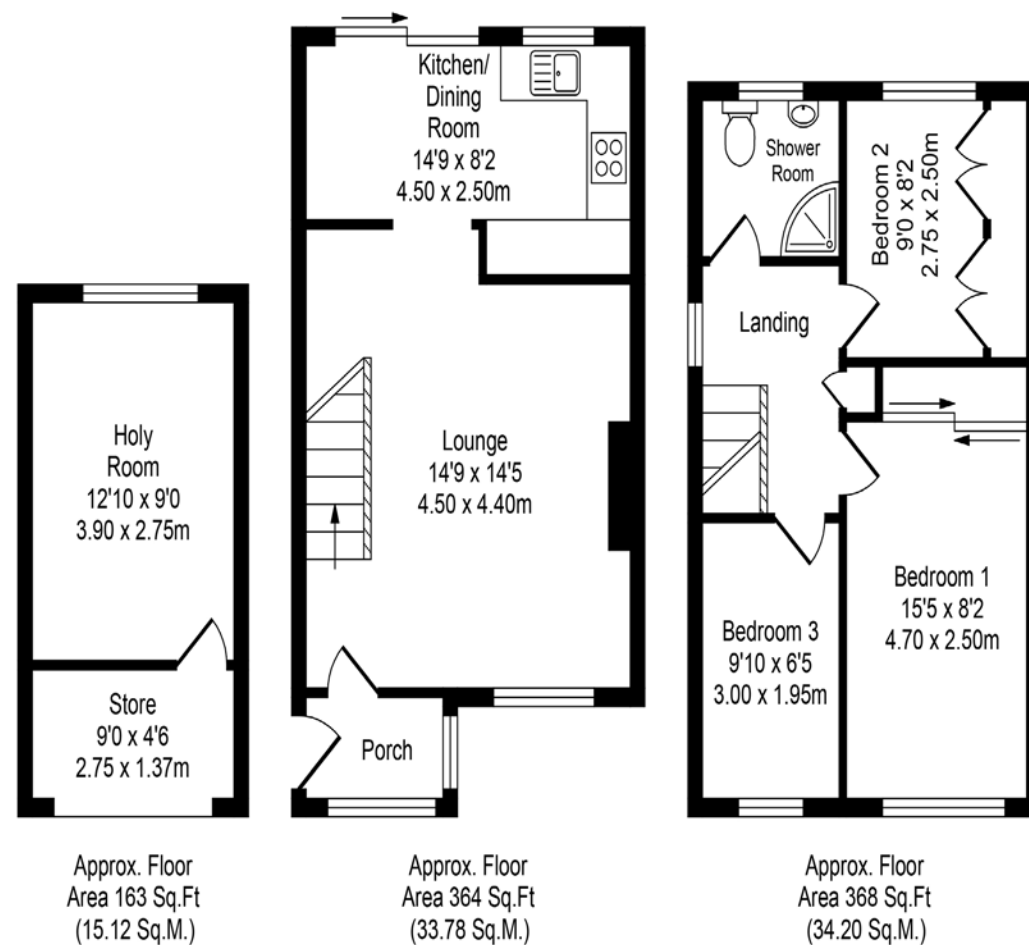 Holy
Room
12'10 x 9'0
3.90 x 2.75m
Store
9'0 x 4'6
2.75 x 1.37m
Approx. Floor
Area 163 Sq.Ft
(15.12 Sq.M.)
Kitchen/
Dining
Room
14'9 x 8'2
4.50 x 2.50m
Lounge
14'9 x 14'5
4.50 x 4.40m
Porch
Approx. Floor
Area 364 Sq.Ft
(33.78 Sq.M.)
Shower
Room
Bedroom 2
9'0 x 8'2
2.75 x 2.50m
Landing
Bedroom 1
15'5 x 8'2
4.70 x 2.50m
Bedroom 3
9'10 x 6'5
3.00 x 1.95m
Approx. Floor
Area 368 Sq.Ft
(34.20 Sq.M.)